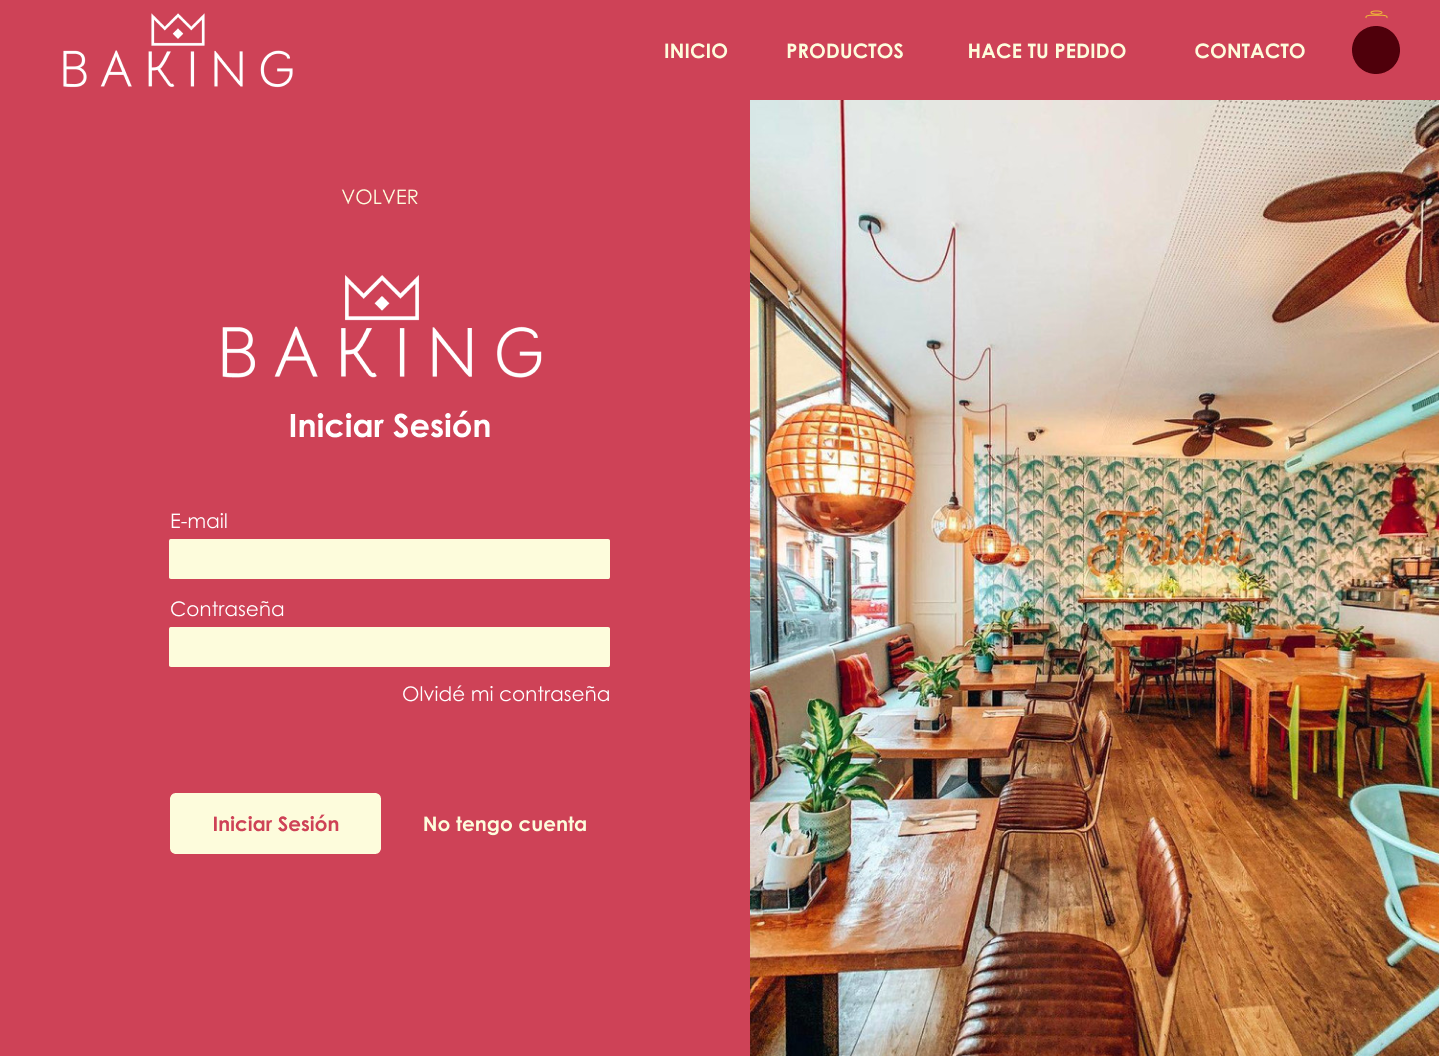 BAKING
INICIO PRODUCTOS HACE TU PEDIDO CONTACTO
VOLVER
BAKING
Iniciar Sesión
E-mail
Contraseña
Olvidé mi contraseña
Iniciar Sesión No tengo cuenta
Frida